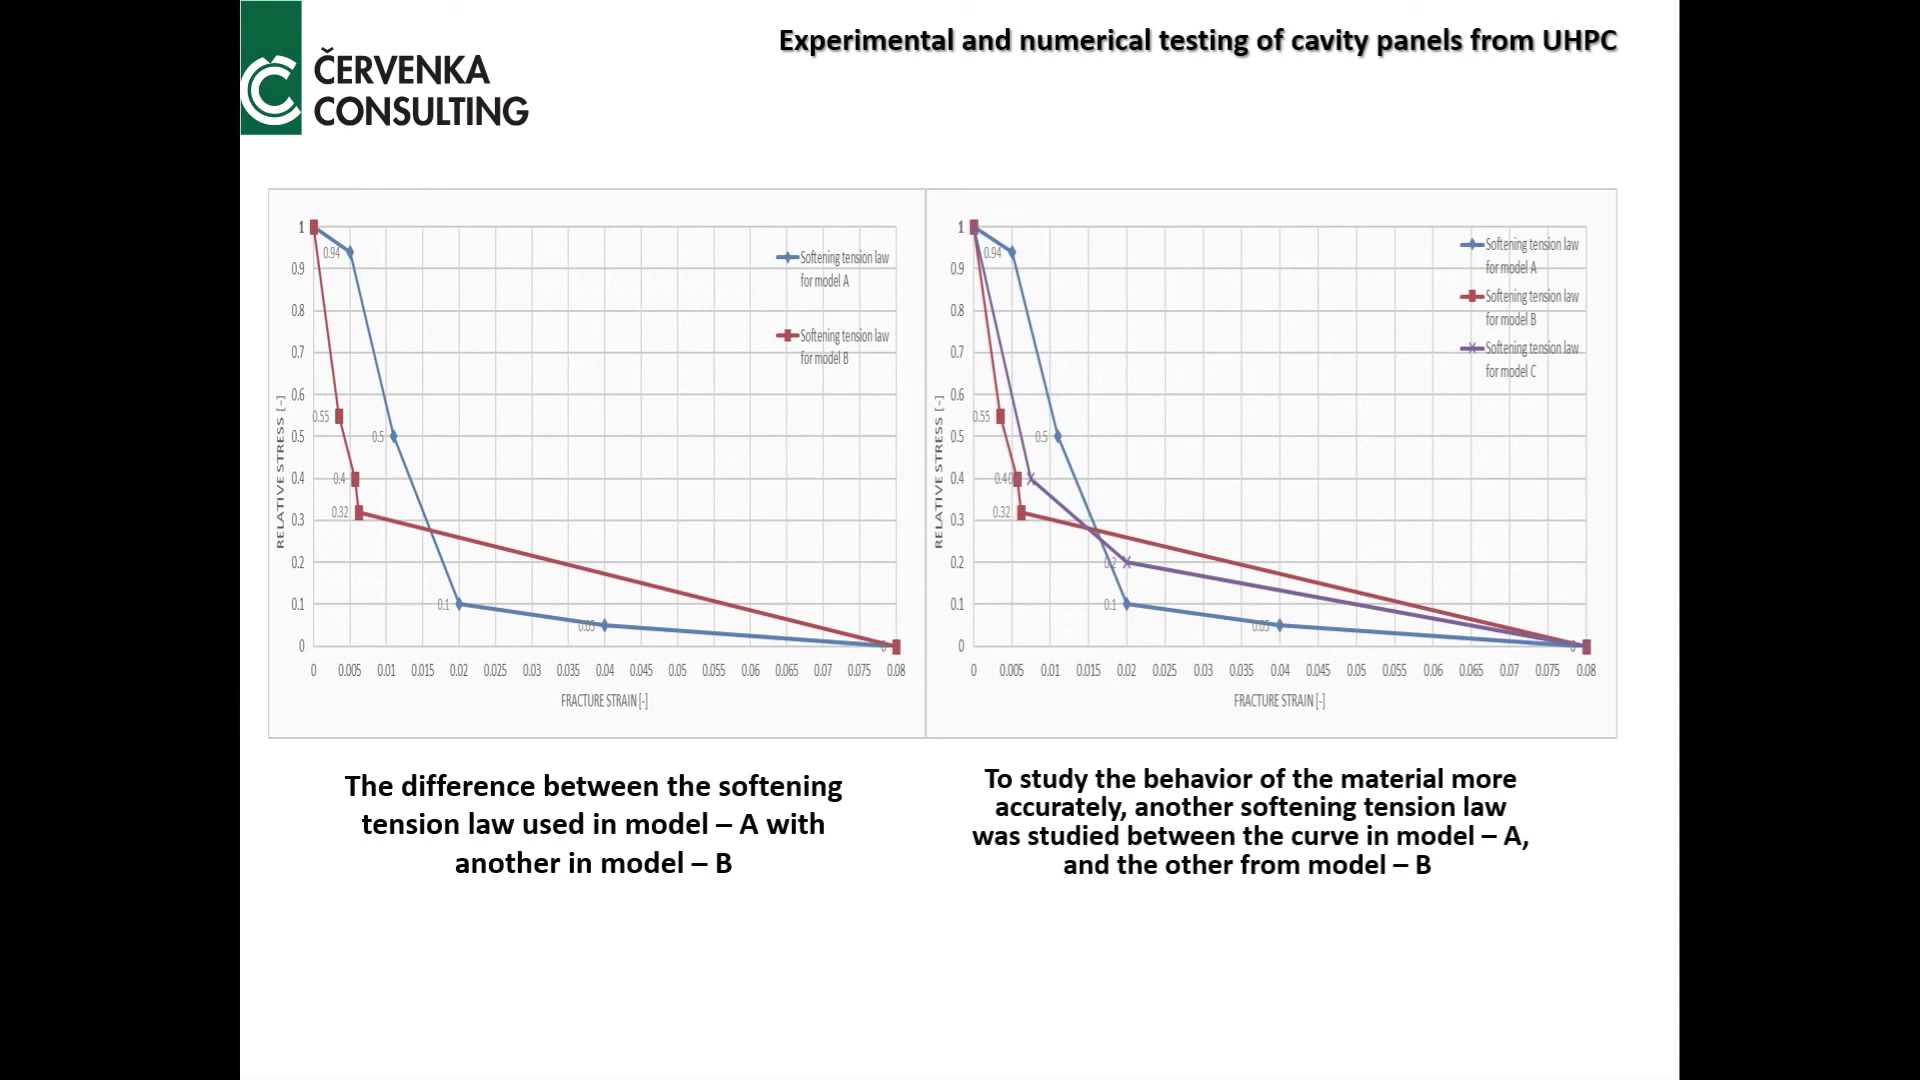 ČERVENKA
CONSULTING
Experimental and numerical testing of cavity panels from UHPC
RELATIVE STRESS [-]
1
0.9
0.8
0.7
0.6
0.5
0.4
0.3
0.2
0.1
0
0.94
0.55
0.5
0.4
0.32
0.1
0.05
0
Softening tension law
for model A
Softening tension law
for model B
0 0.005 0.01 0.015 0.02 0.025 0.03 0.035 0.04 0.045 0.05 0.055 0.06 0.065 0.07 0.075 0.08
FRACTURE STRAIN [-]
RELATIVE STRESS [-]
1
0.9
0.8
0.7
0.6
0.5
0.4
0.3
0.2
0.1
0
0.94
0.55
0.5
0.4
0.32
0.2
0.1
0.05
0
Softening tension law
for model A
Softening tension law
for model B
Softening tension law
for model C
0 0.005 0.01 0.015 0.02 0.025 0.03 0.035 0.04 0.045 0.05 0.055 0.06 0.065 0.07 0.075 0.08
FRACTURE STRAIN [-]
The difference between the softening
tension law used in model – A with
another in model – B
To study the behavior of the material more
accurately, another softening tension law
was studied between the curve in model – A,
and the other from model – B